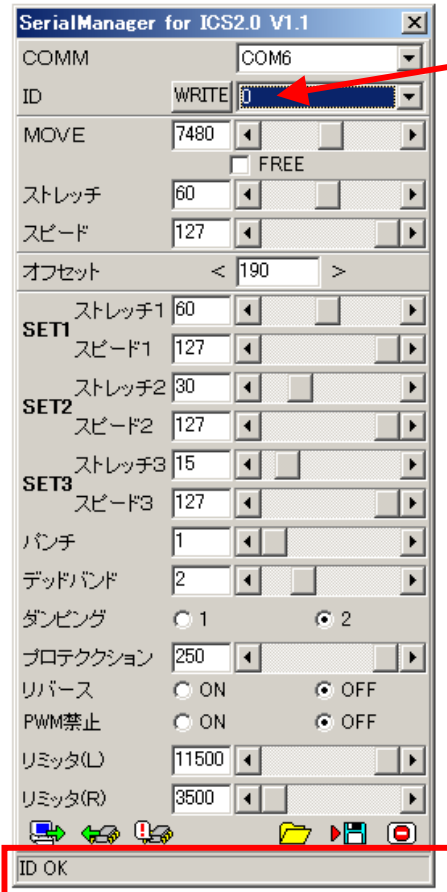 SerialManager for ICS2.0 V1.1
COMM COM6
ID WRITE 0
MOVE 7480
FREE
ストレッチ 60
スピード 127
オフセット < 190 >
SET1
ストレッチ1 60
スピード1 127
SET2
ストレッチ2 30
スピード2 127
SET3
ストレッチ3 15
スピード3 127
パンチ 1
デッドバンド 2
ダンピング 1 2
プロテククション 250
リバース ON OFF
PWM禁止 ON OFF
リミッタ(L) 11500
リミッタ(R) 3500
ID OK